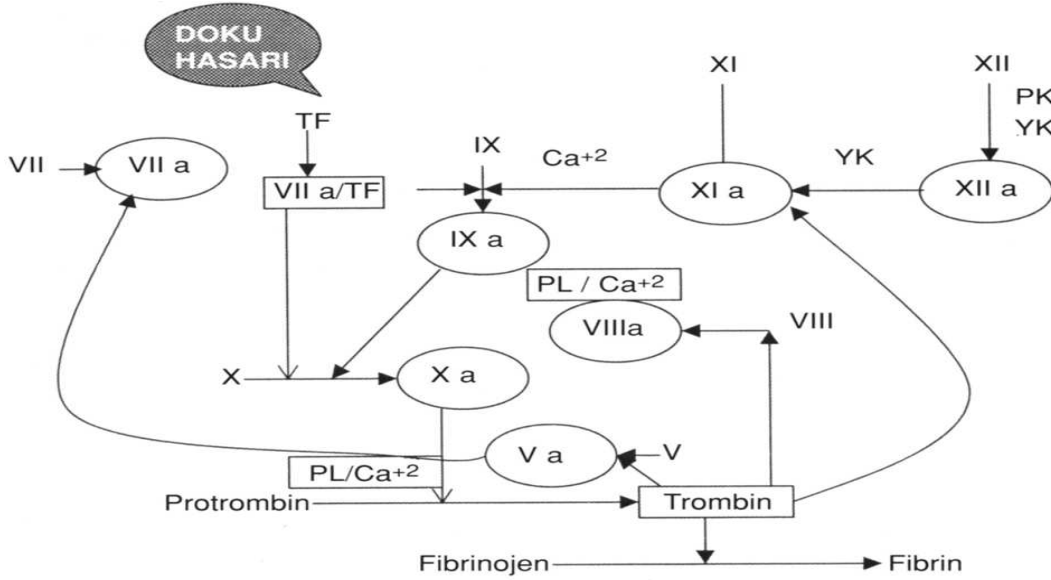 DOKU
HASARI
XI
XII
PK
YK
TF
IX
Ca+2
YK
VII
VII a
VII a/TF
XI a
XII a
IX a
PL / Ca+2
VIIIa
VIII
X
X a
V a
V
PL/Ca+2
Protrombin
Trombin
Fibrinojen
Fibrin